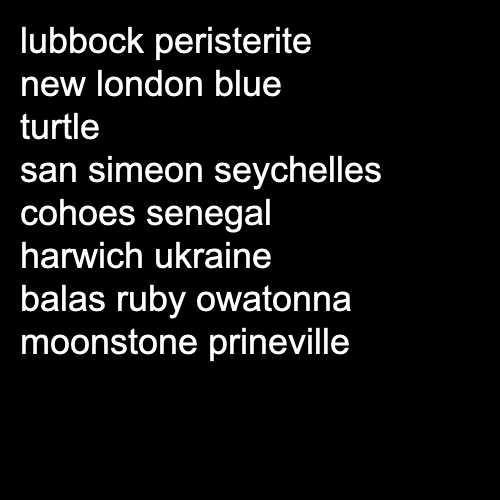 lubbock peristerite
new london blue
turtle
san simeon seychelles
cohoes senegal
harwich ukraine
balas ruby owatonna
moonstone prineville